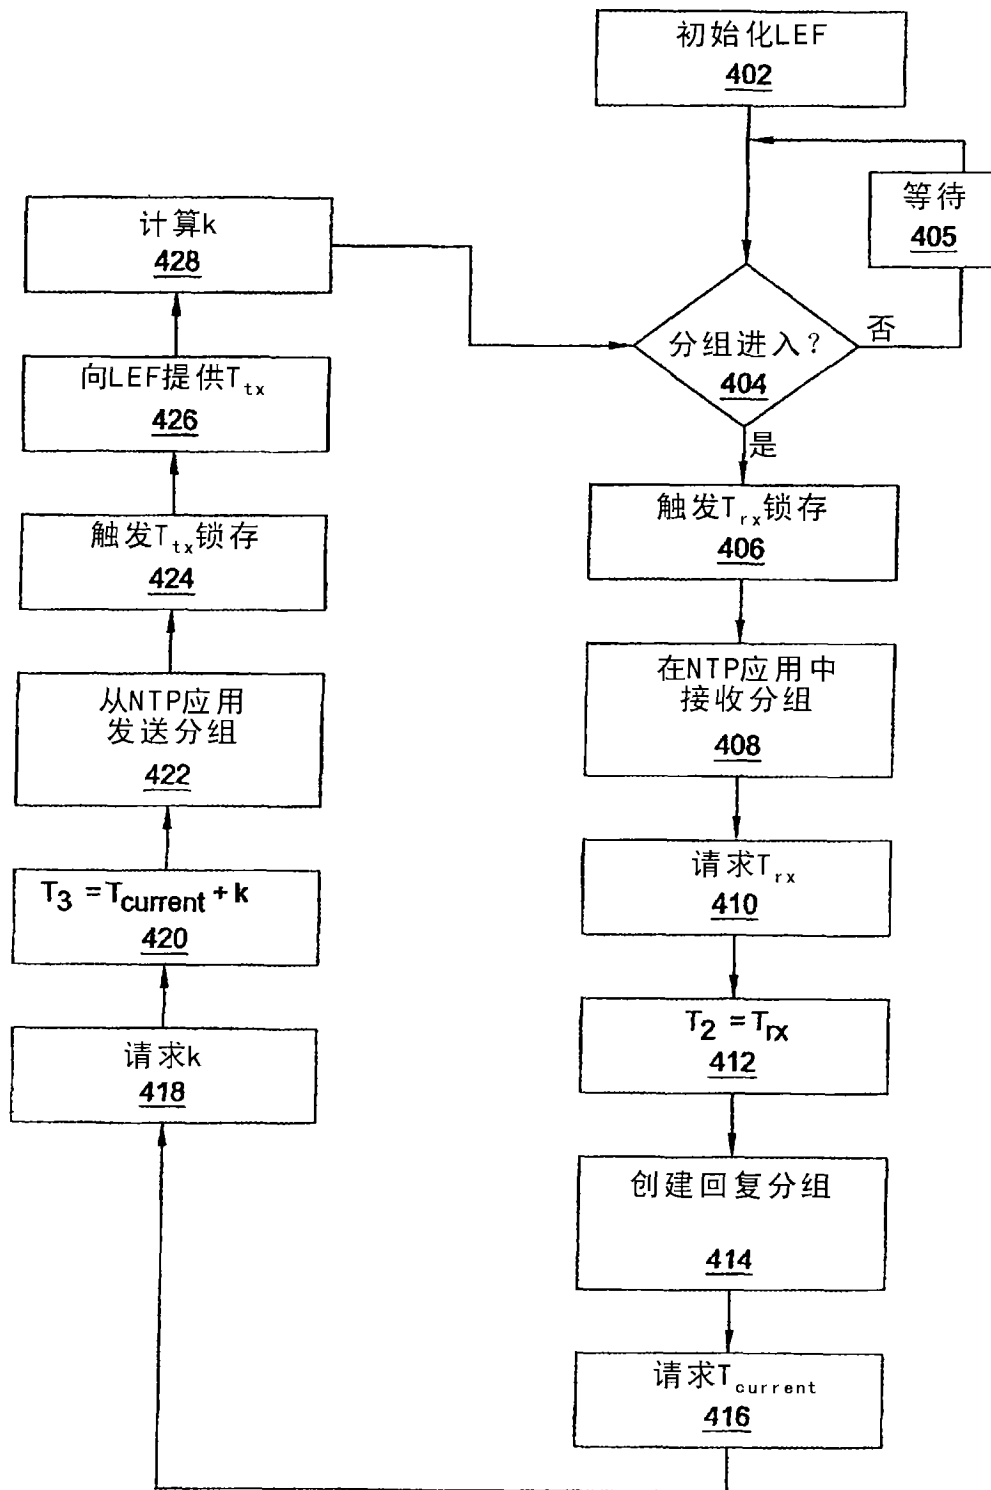 初始化LEF
402
等待
405
分组进入?
404
否
是
触发Trx锁存
406
在NTP应用中
接收分组
408
请求Trx
410
T2 = Trx
412
创建回复分组
414
请求Tcurrent
416
请求k
418
T3 = Tcurrent + k
420
从NTP应用
发送分组
422
触发Ttx锁存
424
向LEF提供Ttx
426
计算k
428